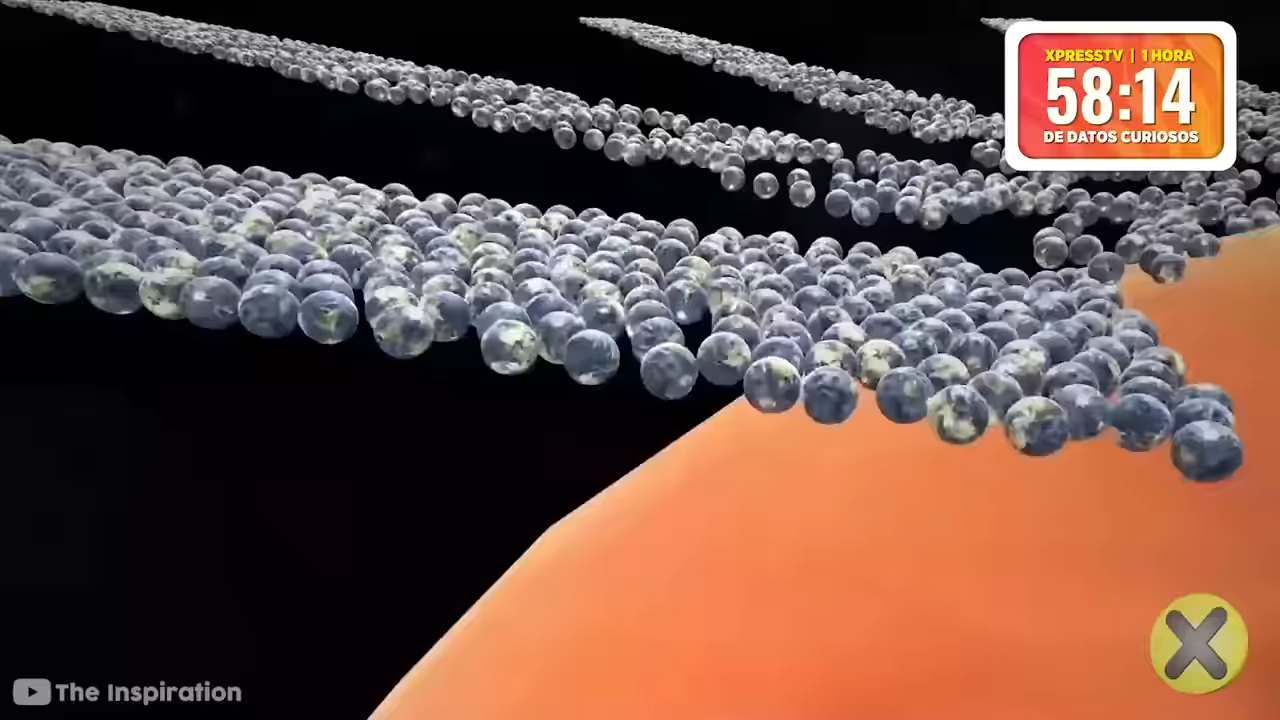 XPRESSTV | 1 HORA
58:14
DE DATOS CURIOSOS
The Inspiration